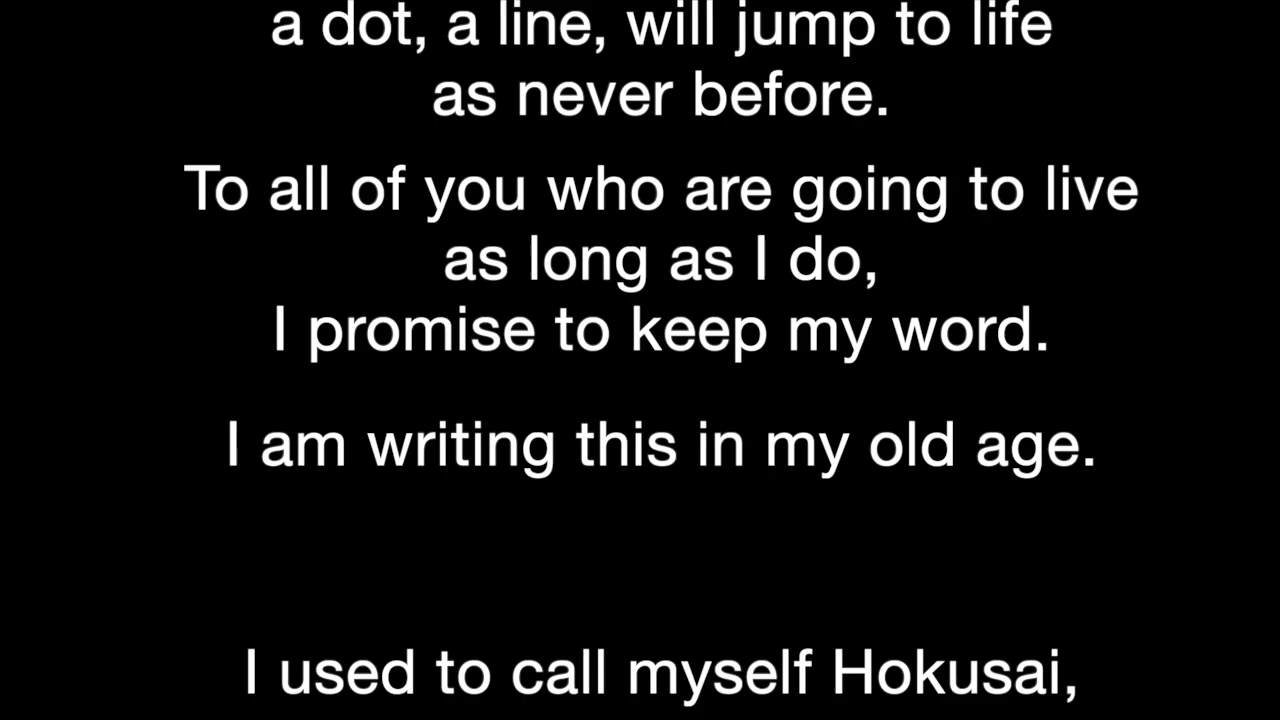 a dot, a line, will jump to life
as never before.
To all of you who are going to live
as long as I do,
I promise to keep my word.
I am writing this in my old age.
I used to call myself Hokusai,